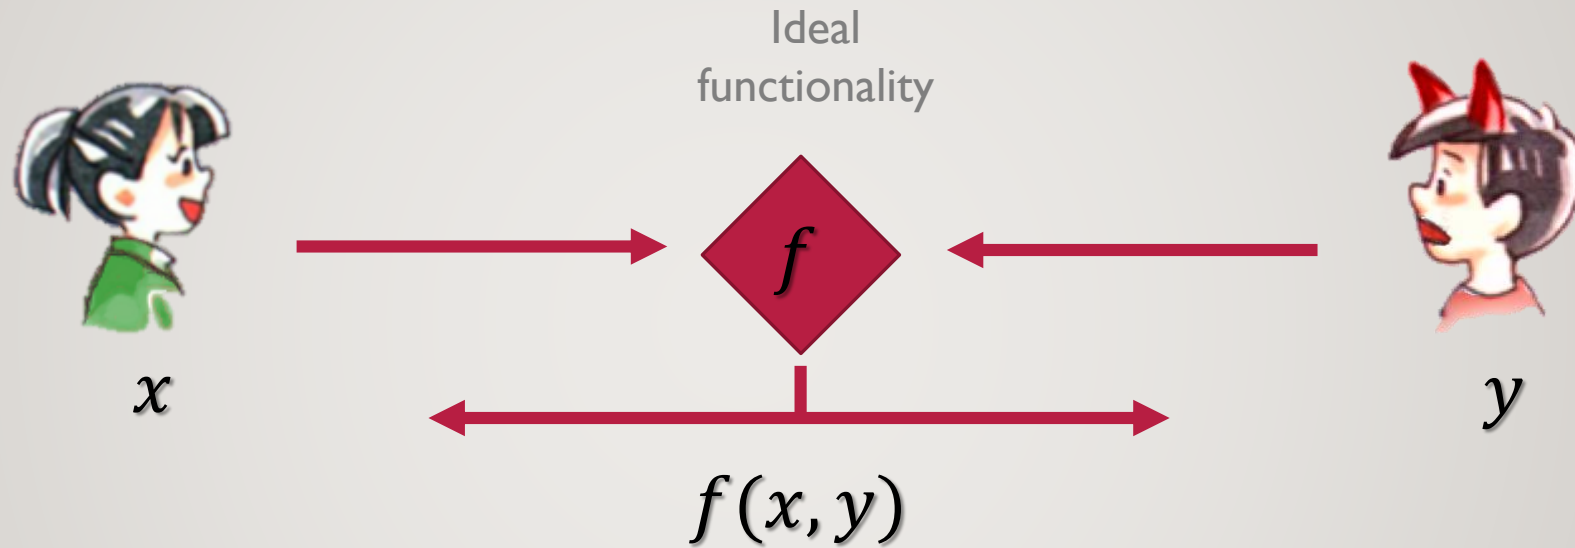 Ideal
functionality
f
x
y
f(x, y)